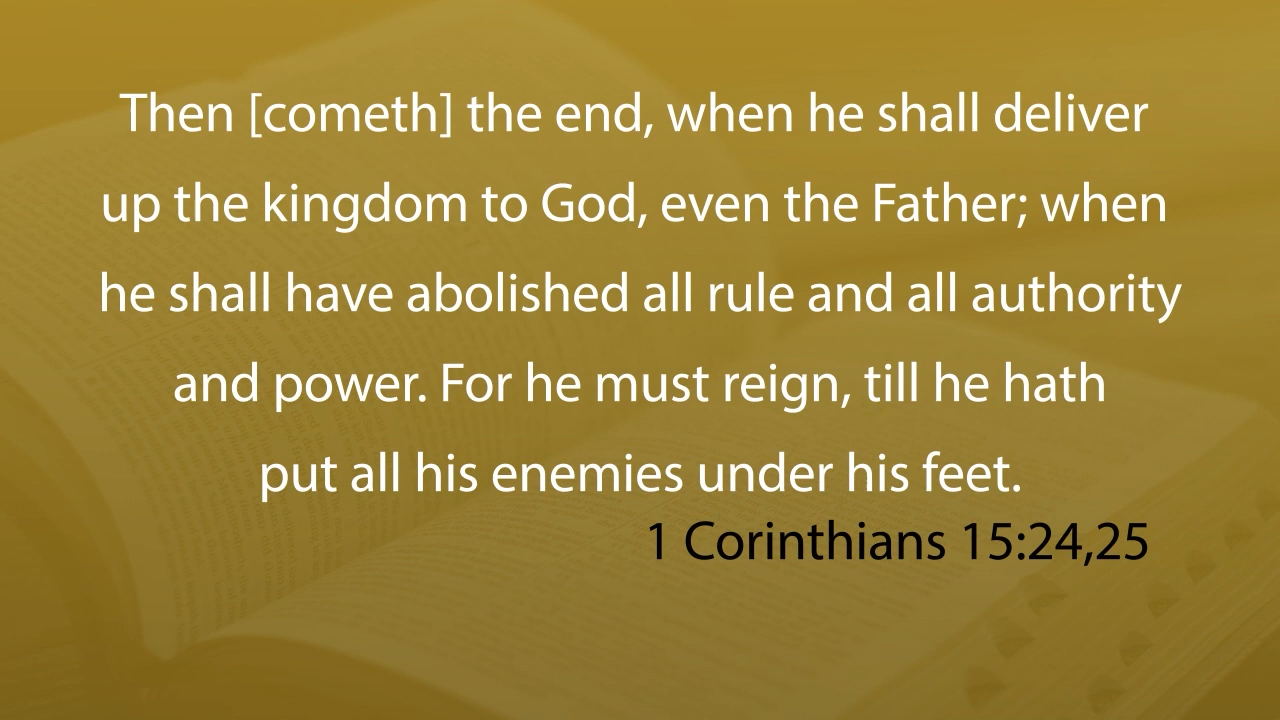 Then [cometh] the end, when he shall deliver
up the kingdom to God, even the Father; when
he shall have abolished all rule and all authority
and power. For he must reign, till he hath
put all his enemies under his feet.
1 Corinthians 15:24,25